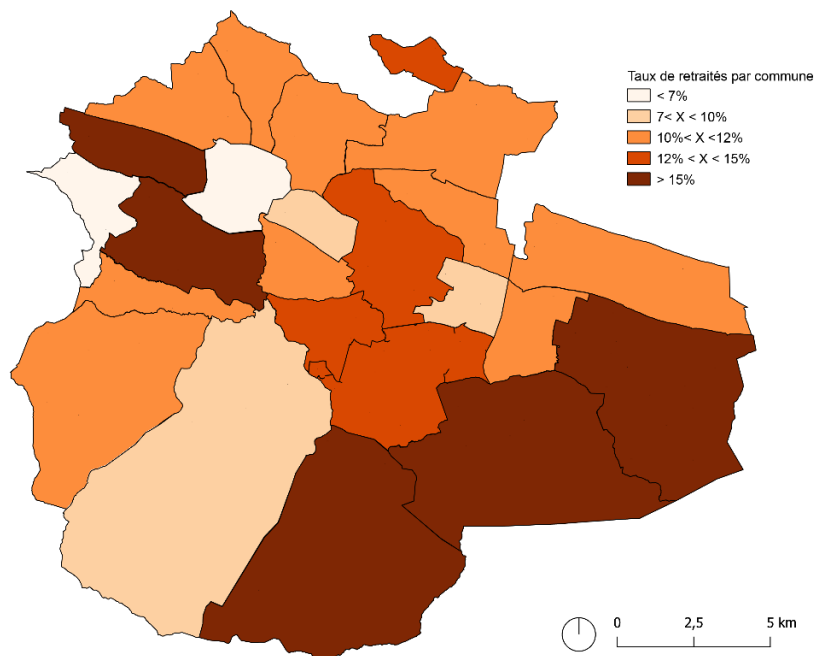 Taux de retraités par commune
< 7%
7< X < 10%
10%< X <12%
12% < X < 15%
> 15%
0 2,5 5 km